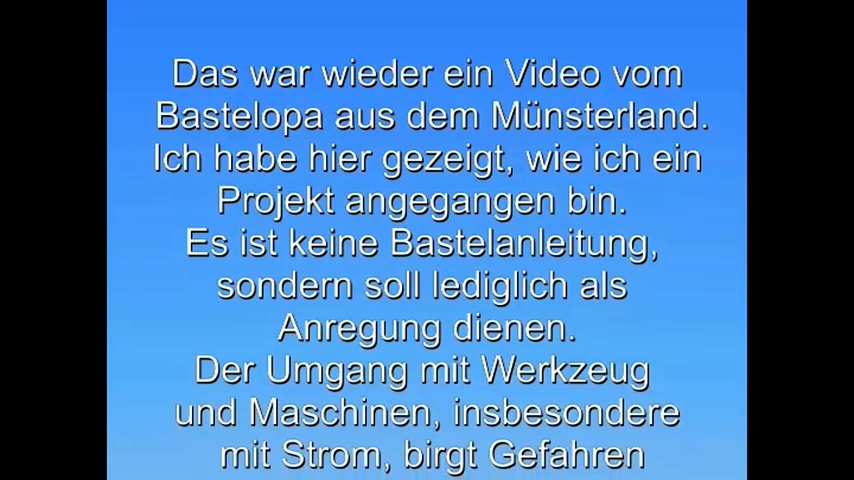 Das war wieder ein Video vom
Bastelopa aus dem Münsterland.
Ich habe hier gezeigt, wie ich ein
Projekt angegangen bin.
Es ist keine Bastelanleitung,
sondern soll lediglich als
Anregung dienen.
Der Umgang mit Werkzeug
und Maschinen, insbesondere
mit Strom, birgt Gefahren